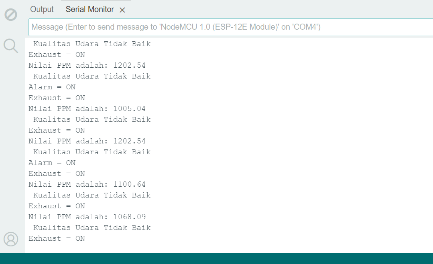 Output Serial Monitor ×
Message (Enter to send message to 'NodeMCU 1.0 (ESP-12E Module)' on 'COM4')
Kualitas Udara Tidak Baik
Exhaust = ON
Nilai PPM adalah: 1202.54
Kualitas Udara Tidak Baik
Alarm = ON
Exhaust = ON
Nilai PPM adalah: 1005.04
Kualitas Udara Tidak Baik
Exhaust = ON
Nilai PPM adalah: 1202.54
Kualitas Udara Tidak Baik
Alarm = ON
Exhaust = ON
Nilai PPM adalah: 1100.64
Kualitas Udara Tidak Baik
Exhaust = ON
Nilai PPM adalah: 1068.09
Kualitas Udara Tidak Baik
Exhaust = ON